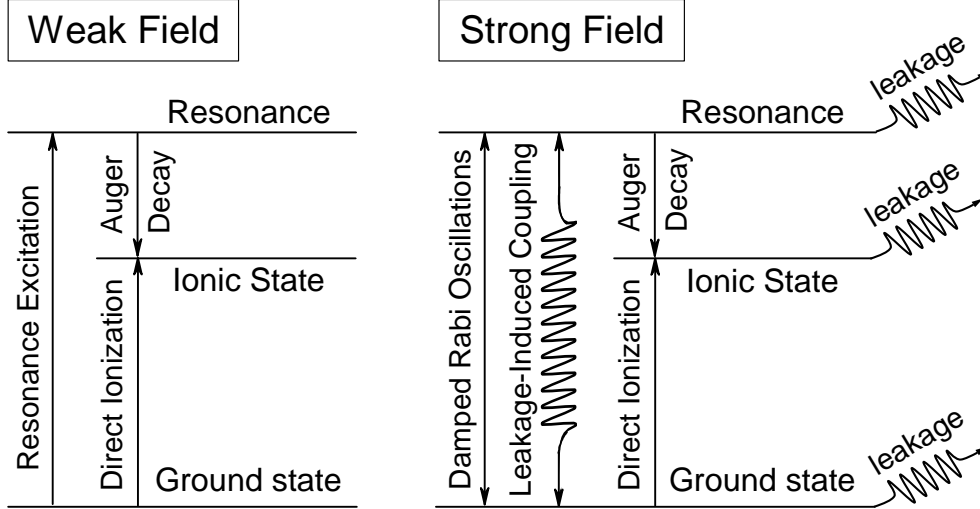 Weak Field
Resonance
Resonance Excitation
Auger
Decay
Ionic State
Direct Ionization
Ground state
Strong Field
Resonance
leakage
Damped Rabi Oscillations
Leakage-Induced Coupling
Auger
Decay
leakage
Ionic State
Direct Ionization
Ground state
leakage